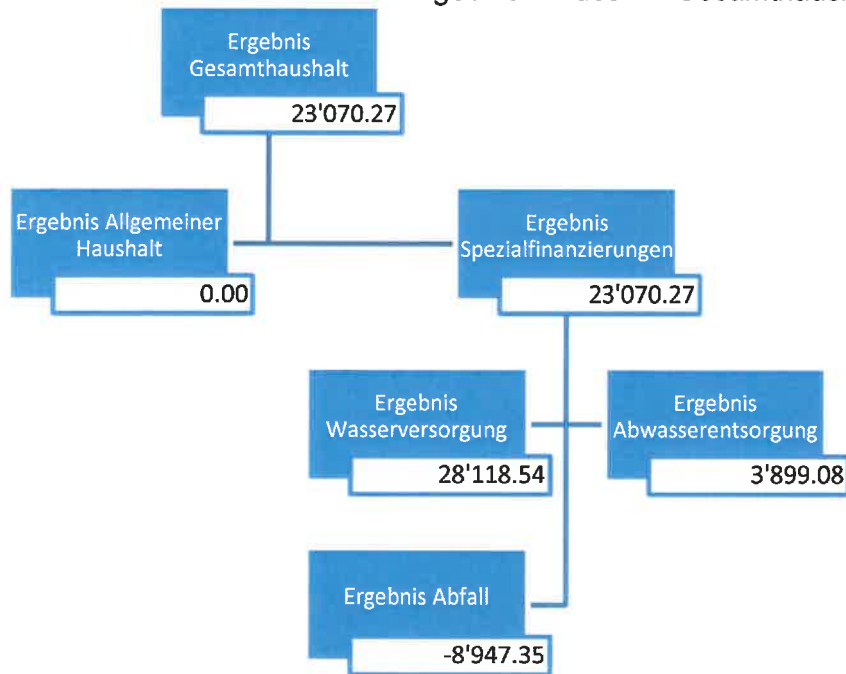 Ergebnis
Gesamthaushalt
23'070.27
Ergebnis Allgemeiner
Haushalt
0.00
Ergebnis
Spezialfinanzierungen
23'070.27
Ergebnis
Wasserversorgung
28'118.54
Ergebnis
Abwasserentsorgung
3'899.08
Ergebnis Abfall
-8'947.35